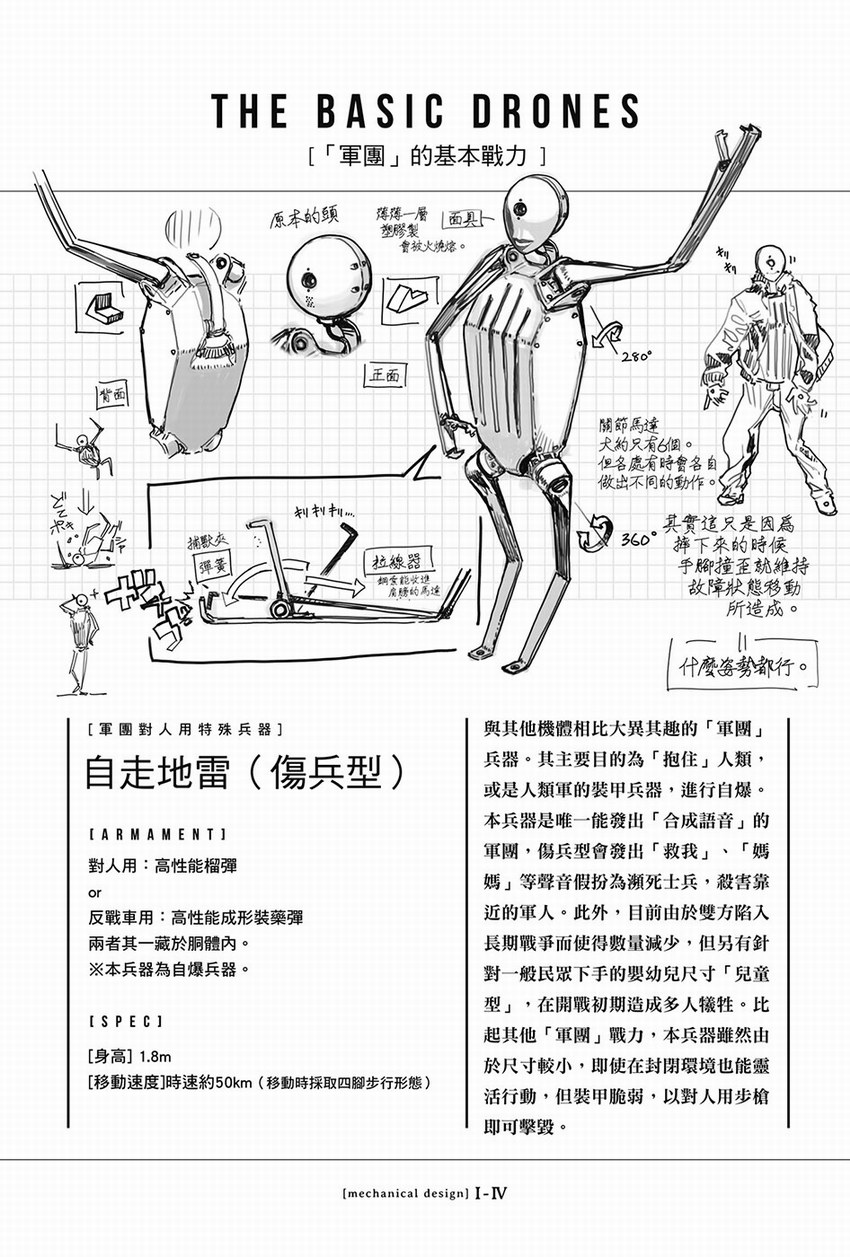 THE BASIC DRONES
[「軍團」的基本戰力 ]
原本的頭
薄薄一層
塑膠製
會被火燒熔。
面具
背面
正面
280°
關節馬達
大約只有6個。
但各處有時會各自
做出不同的動作。
360°
其實這只是因為
摔下來的時候
手腳撞歪就維持
故障狀態移動
所造成。
什麼姿勢都行。
捕獸夾
彈簧
キリキリキリ…
拉線器
鋼索能收進
肩膀的馬達
キリ
キリ
[軍團對人用特殊兵器]
自走地雷（傷兵型）
[ARMAMENT]
對人用：高性能榴彈
or
反戰車用：高性能成形裝藥彈
兩者其一藏於胴體內。
※本兵器為自爆兵器。
[SPEC]
[身高] 1.8m
[移動速度]時速約50km（移動時採取四腳步行形態）
與其他機體相比大異其趣的「軍團」
兵器。其主要目的為「抱住」人類，
或是人類軍的裝甲兵器，進行自爆。
本兵器是唯一能發出「合成語音」的
軍團，傷兵型會發出「救我」、「媽
媽」等聲音假扮為瀕死士兵，殺害靠
近的軍人。此外，目前由於雙方陷入
長期戰爭而使得數量減少，但另有針
對一般民眾下手的嬰幼兒尺寸「兒童
型」，在開戰初期造成多人犧牲。比
起其他「軍團」戰力，本兵器雖然由
於尺寸較小，即使在封閉環境也能靈
活行動，但裝甲脆弱，以對人用步槍
即可擊毀。
[mechanical design] I-IV